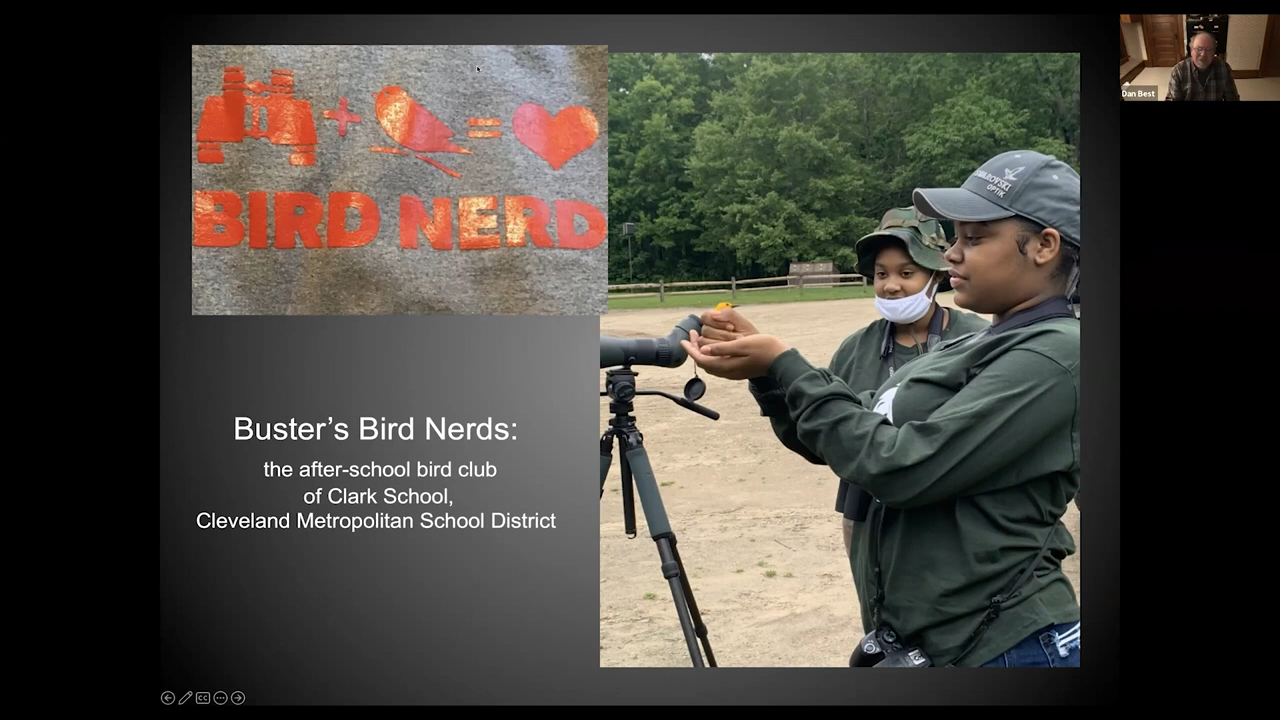 BIRD NERD
Buster's Bird Nerds:
the after-school bird club
of Clark School,
Cleveland Metropolitan School District
OPTIK
Dan Best